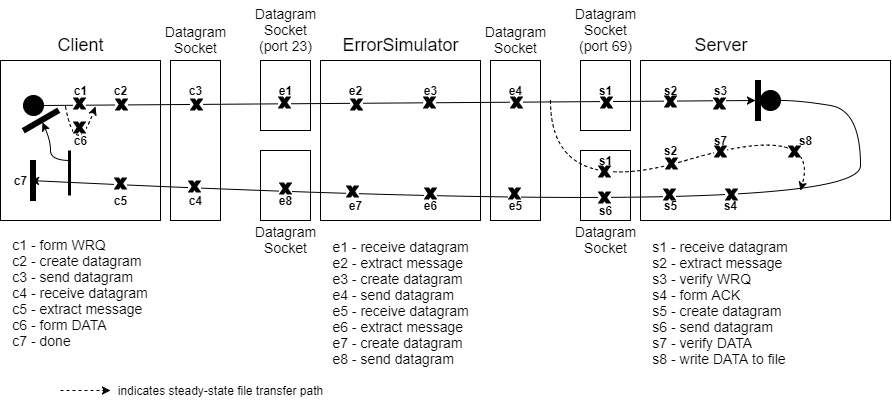 Datagram
Socket
(port 23)
Datagram
Socket
(port 69)
Client
Datagram
Socket
ErrorSimulator
Datagram
Socket
Server
c1
c2
c3
e1
e2
e3
e4
s1
s2
s3
c6
s1
s2
s7
s8
c7
c5
c4
e8
e7
e6
e5
s6
s5
s4
Datagram
Socket
Datagram
Socket
c1 - form WRQ
c2 - create datagram
c3 - send datagram
c4 - receive datagram
c5 - extract message
c6 - form DATA
c7 - done
e1 - receive datagram
e2 - extract message
e3 - create datagram
e4 - send datagram
e5 - receive datagram
e6 - extract message
e7 - create datagram
e8 - send datagram
s1 - receive datagram
s2 - extract message
s3 - verify WRQ
s4 - form ACK
s5 - create datagram
s6 - send datagram
s7 - verify DATA
s8 - write DATA to file
indicates steady-state file transfer path